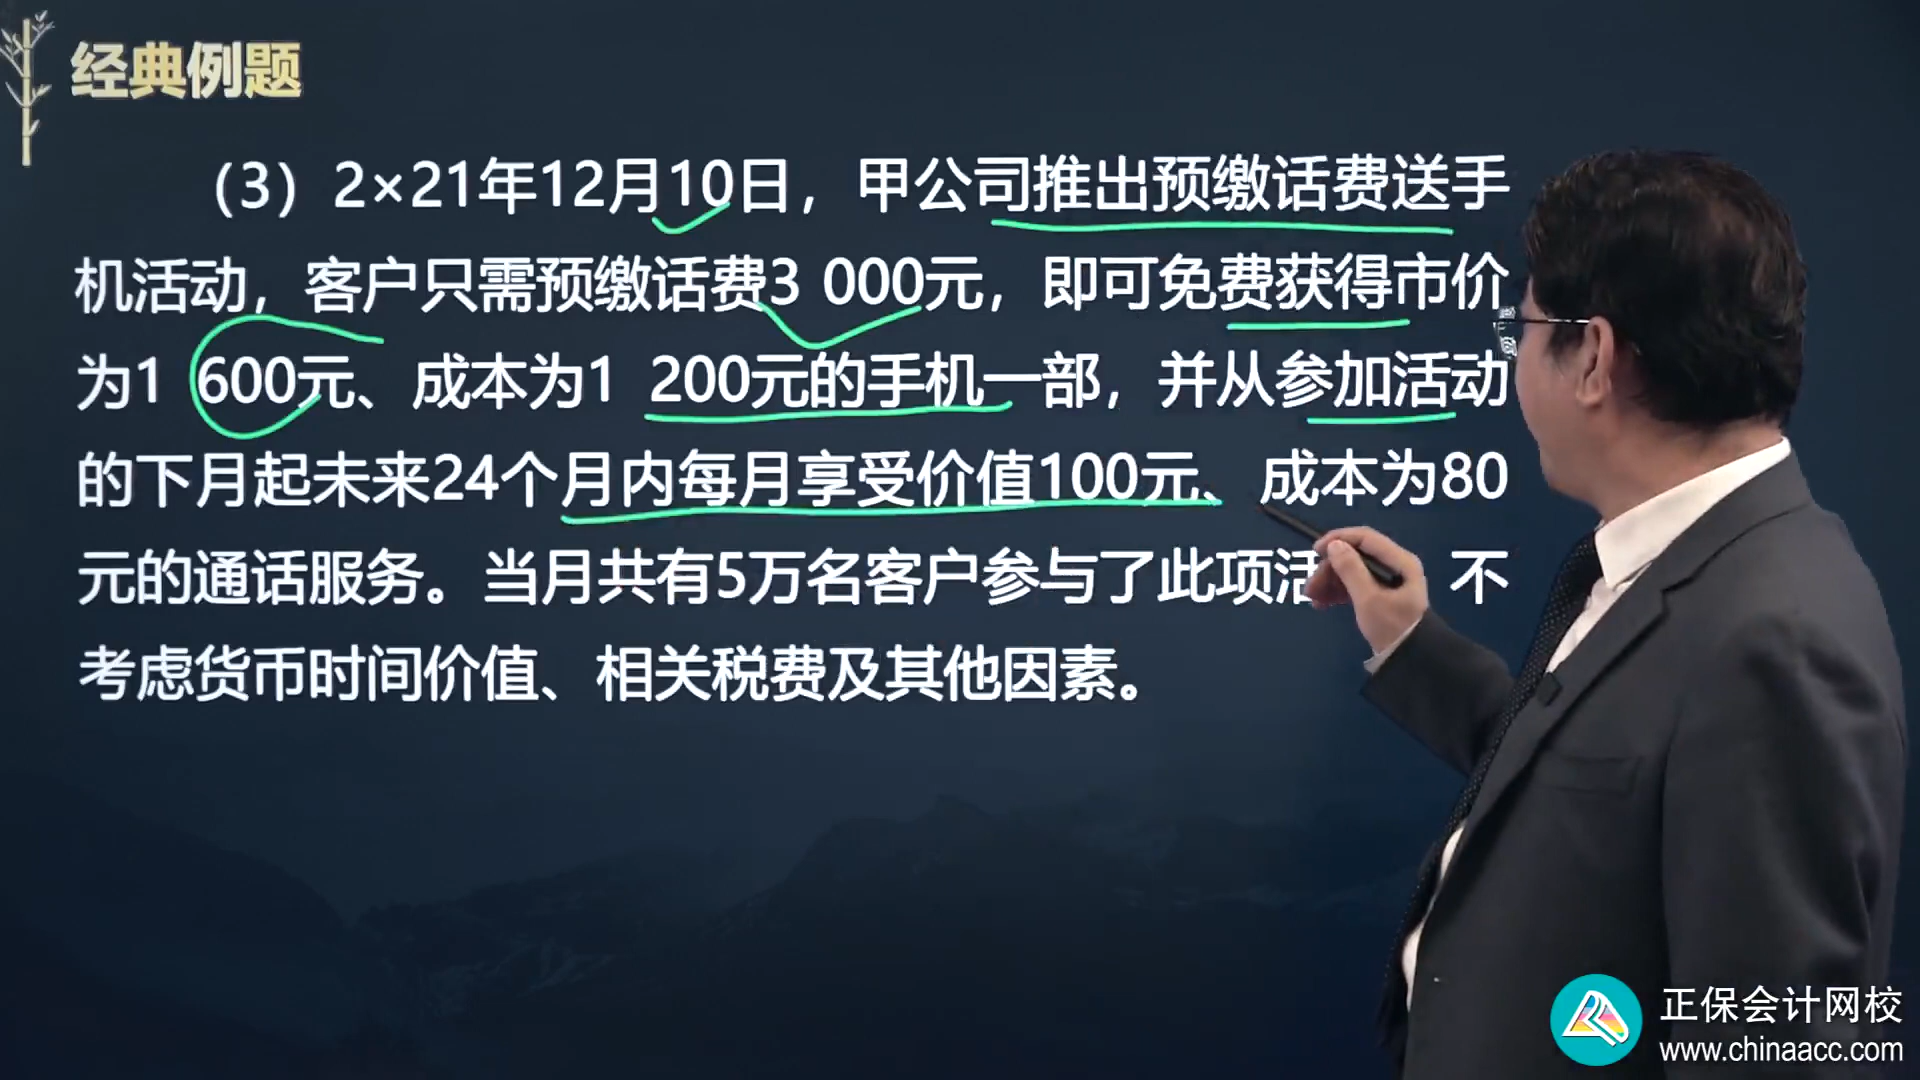 经典例题
（3）2×21年12月10日，甲公司推出预缴话费送手
机活动，客户只需预缴话费3 000元，即可免费获得市价
为1 600元、成本为1 200元的手机一部，并从参加活动
的下月起未来24个月内每月享受价值100元、成本为80
元的通话服务。当月共有5万名客户参与了此项活 不
考虑货币时间价值、相关税费及其他因素。
正保会计网校
www.chinaacc.com